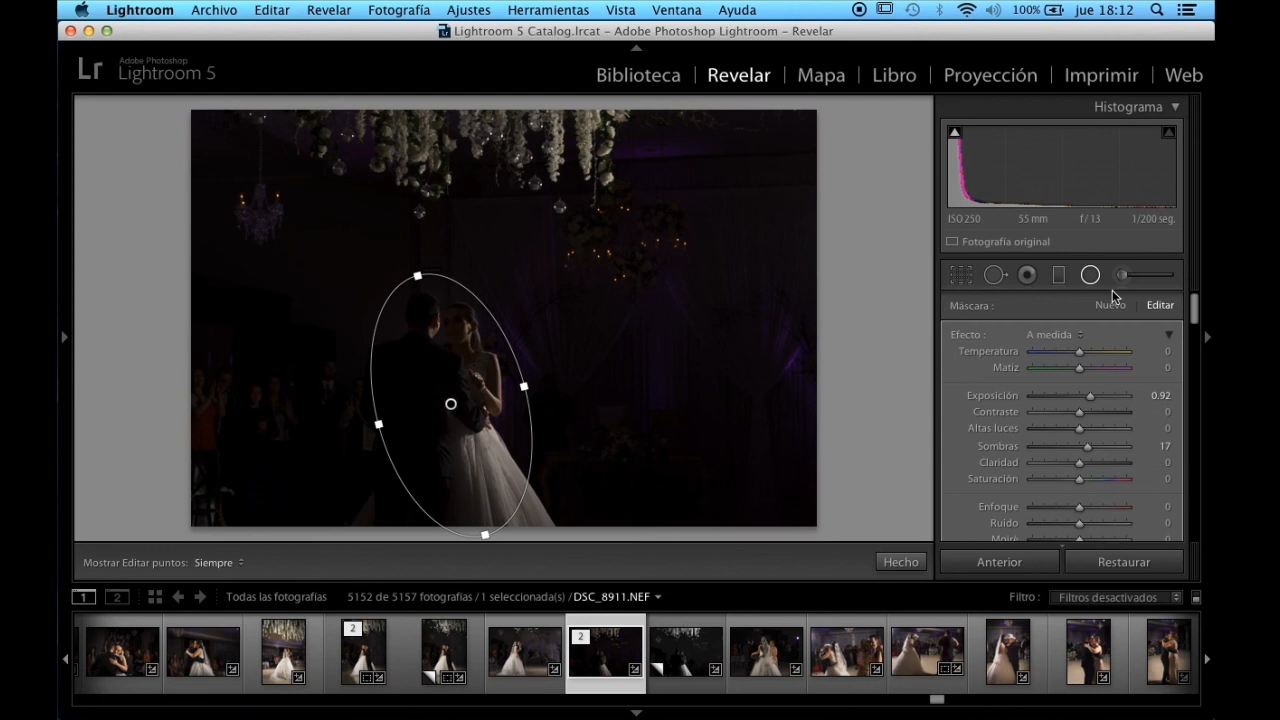 Lightroom Archivo Editar Revelar Fotografía Ajustes Herramientas Vista Ventana Ayuda 100% jue 18:12
Lightroom 5 Catalog.lrcat – Adobe Photoshop Lightroom – Revelar
Lr Adobe Photoshop
Lightroom 5
Biblioteca Revelar Mapa Libro Proyección Imprimir Web
Histograma
ISO 250 55 mm f / 13 1/200 seg.
Fotografía original
Máscara : Nuevo Editar
Efecto : A medida
Temperatura 0
Matiz 0
Exposición 0.92
Contraste 0
Altas luces 0
Sombras 17
Claridad 0
Saturación 0
Enfoque 0
Ruido 0
Moiré 0
Mostrar Editar puntos: Siempre Hecho Anterior Restaurar
1 2 Todas las fotografías 5152 de 5157 fotografías / 1 seleccionada(s) / DSC_8911.NEF Filtro : Filtros desactivados
2 2